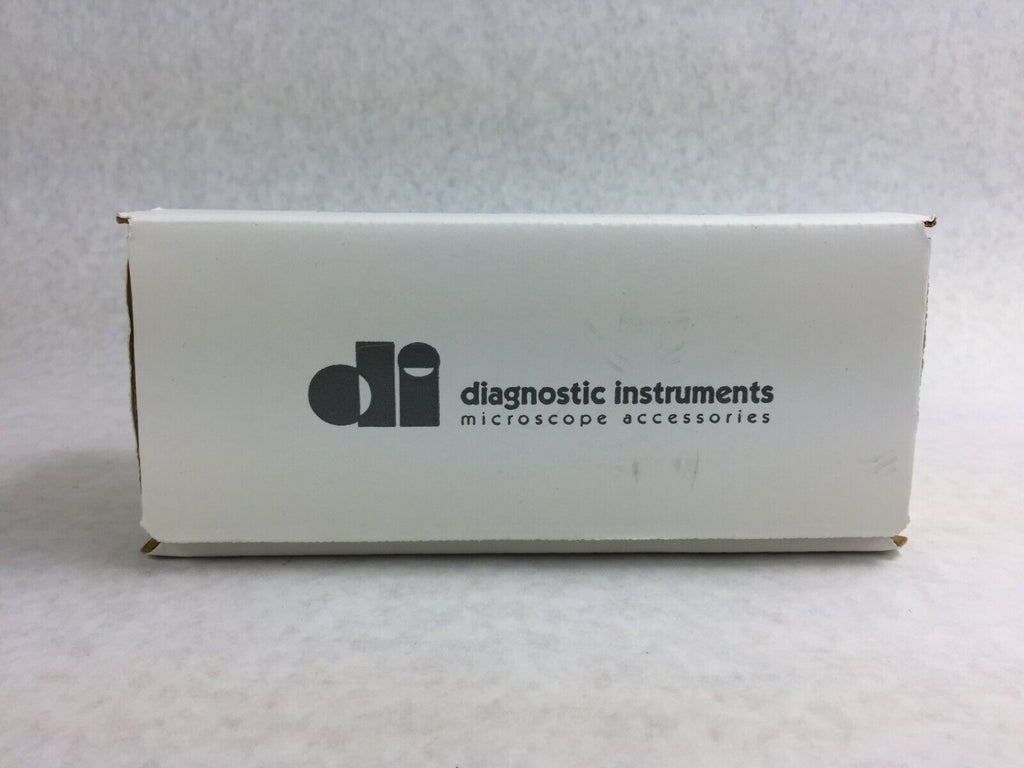 di
diagnostic instruments
microscope accessories